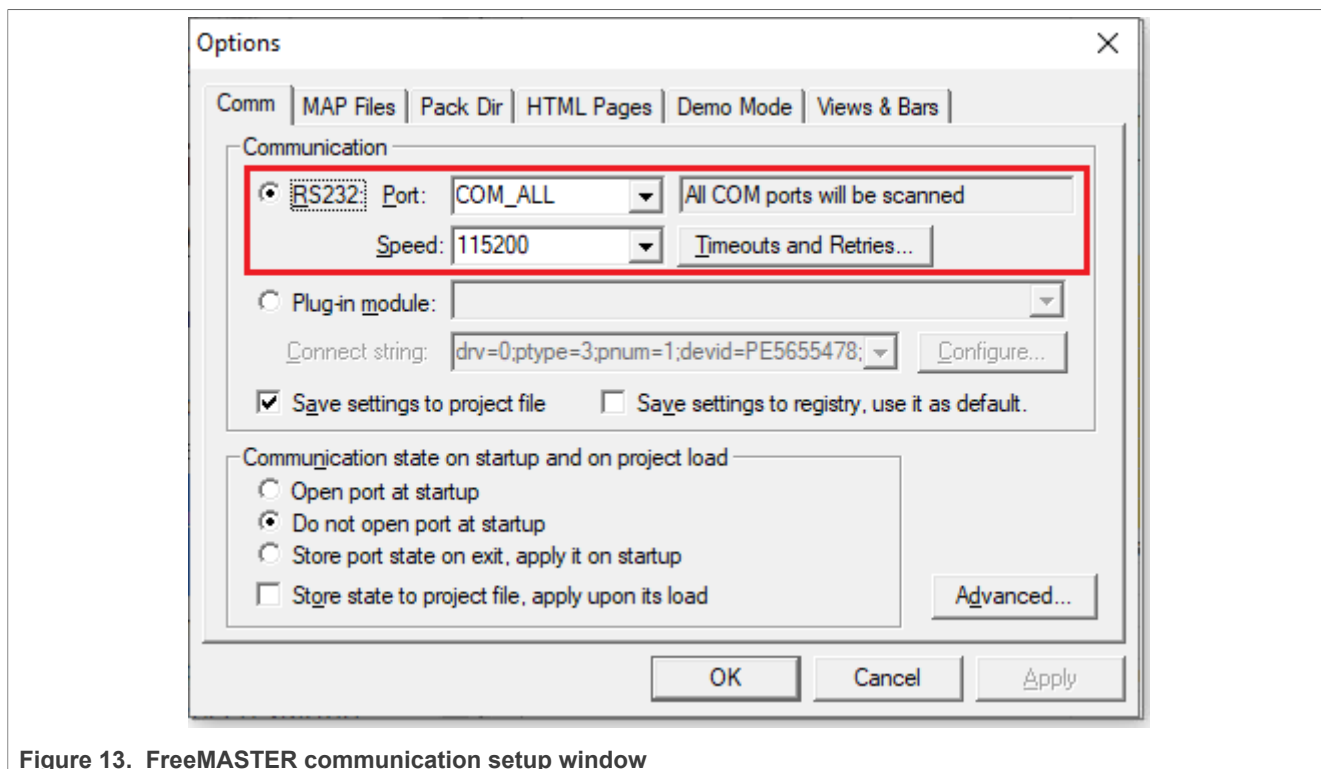 Options
Comm MAP Files Pack Dir HTML Pages Demo Mode Views & Bars
Communication
RS232: Port: COM_ALL All COM ports will be scanned
Speed: 115200 Timeouts and Retries...
Plug-in module:
Connect string: drv=0;ptype=3;pnum=1;devid=PE5655478; Configure...
Save settings to project file Save settings to registry, use it as default.
Communication state on startup and on project load
Open port at startup
Do not open port at startup
Store port state on exit, apply it on startup
Store state to project file, apply upon its load Advanced...
OK Cancel Apply
Figure 13. FreeMASTER communication setup window